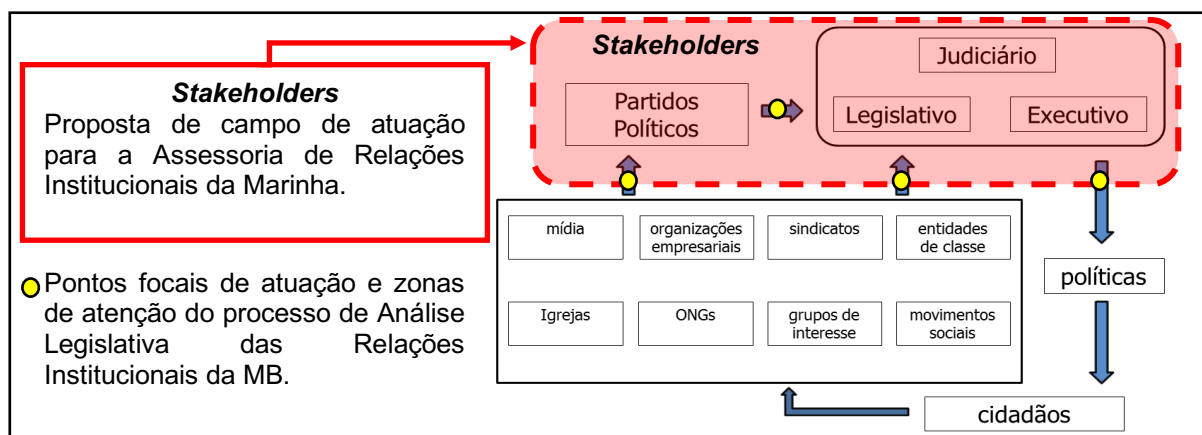 Stakeholders
Proposta de campo de atuação
para a Assessoria de Relações
Institucionais da Marinha.
Pontos focais de atuação e zonas
de atenção do processo de Análise
Legislativa das Relações
Institucionais da MB.
Stakeholders
Partidos
Políticos
Judiciário
Legislativo
Executivo
mídia
organizações
empresariais
sindicatos
entidades
de classe
Igrejas
ONGs
grupos de
interesse
movimentos
sociais
políticas
cidadãos